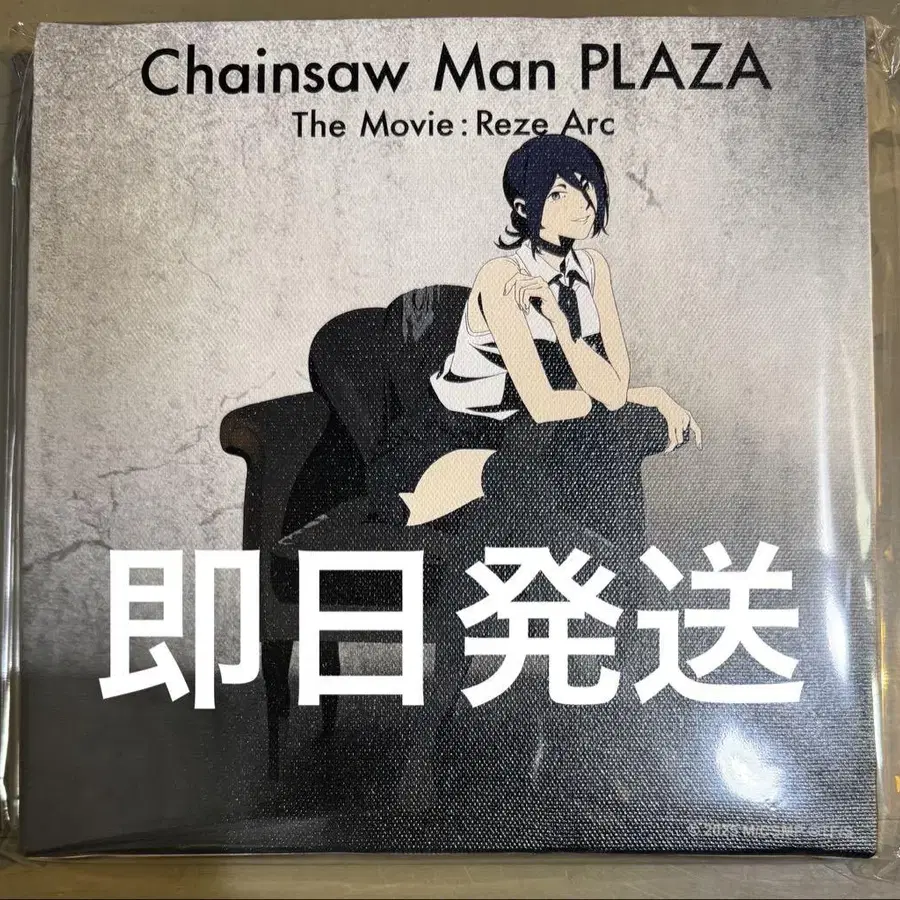 Chainsaw Man PLAZA
The Movie : Reze Arc
即日発送